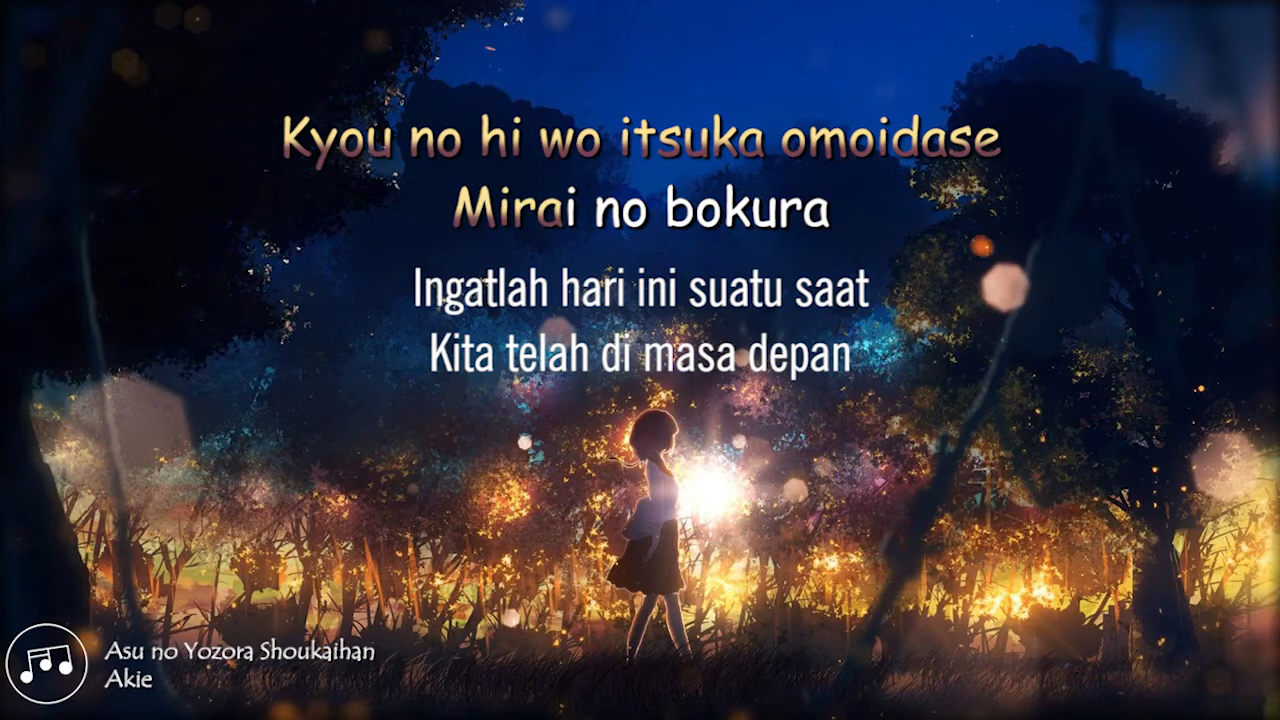 Kyou no hi wo itsuka omoidase
Mirai no bokura
Ingatlah hari ini suatu saat
Kita telah di masa depan
Asu no Yozora Shoukaihan
Akie